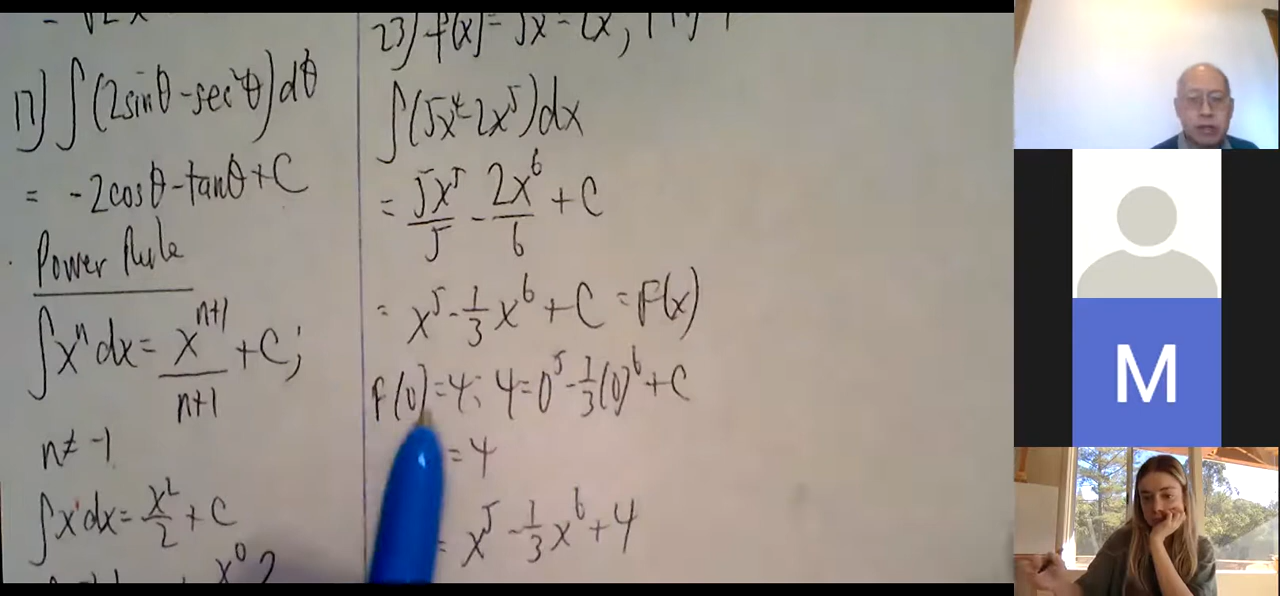 17) ∫(2sinθ - sec²θ)dθ
= -2cosθ - tanθ + C
Power Rule
∫xⁿdx = xⁿ⁺¹/n+1 + C;
n ≠ -1
∫x¹dx = x²/2 + C
x⁰
23) f(x) = 5x
∫(5x⁴ - 2x⁵)dx
= 5x⁵/5 - 2x⁶/6 + C
= x⁵ - 1/3 x⁶ + C = F(x)
F(0) = 4; 4 = 0⁵ - 1/3(0)⁶ + C
= 4
= x⁵ - 1/3 x⁶ + 4
M